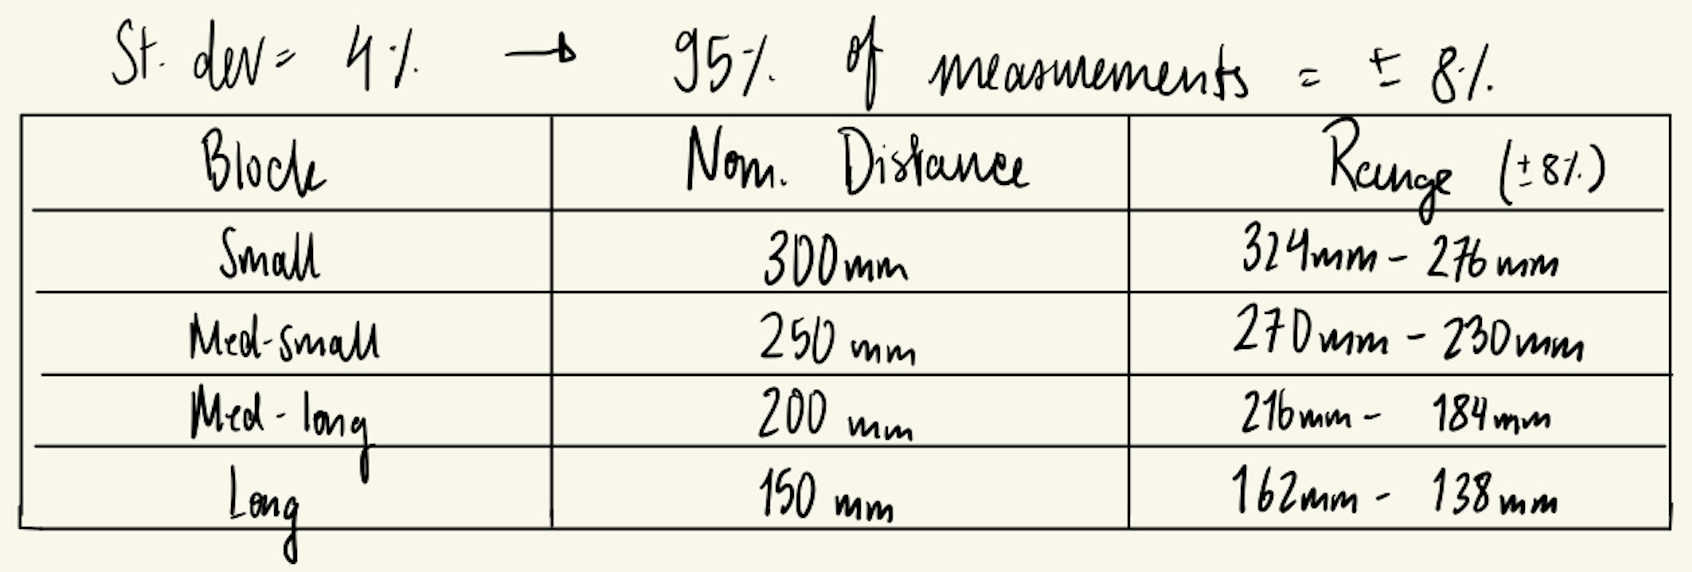 St. dev = 4% → 95% of measurements = ± 8%
Block Nom. Distance Range (±8%)
Small 300mm 324mm - 276mm
Med-small 250 mm 270mm - 230mm
Med-long 200 mm 216mm - 184mm
Long 150 mm 162mm - 138mm